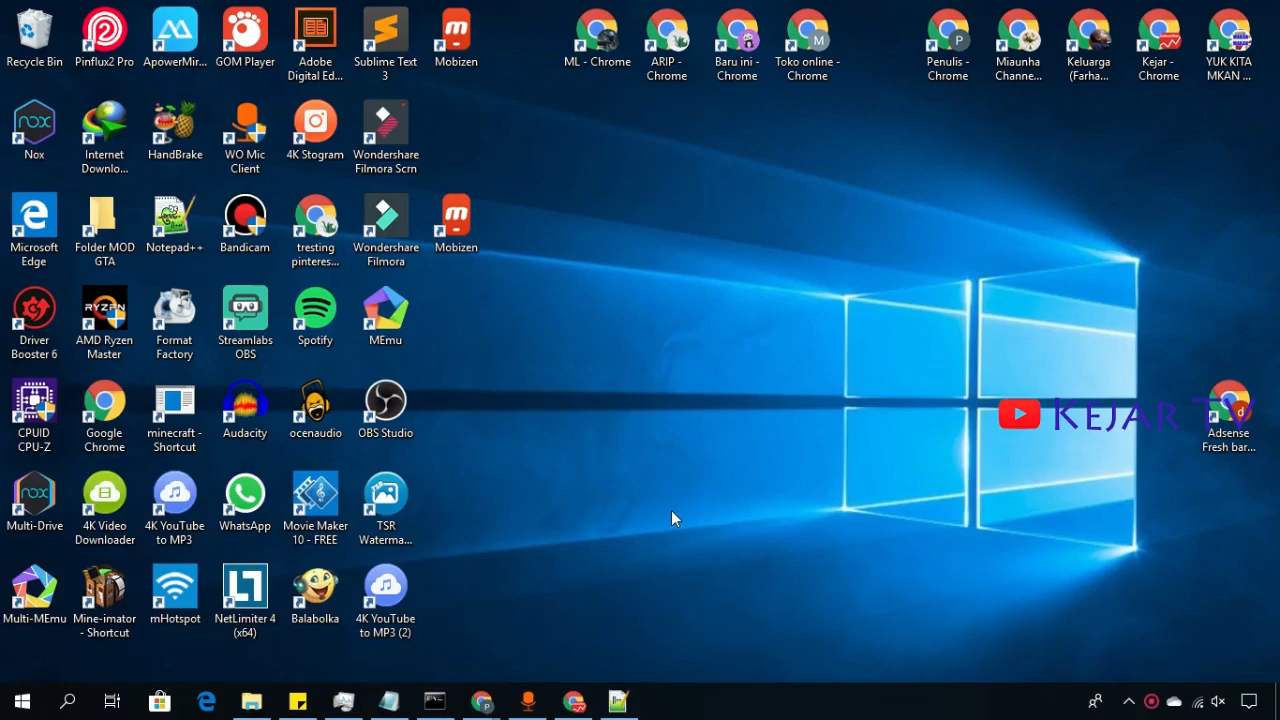 Recycle Bin
Pinflux2 Pro
ApowerMir...
GOM Player
Adobe
Digital Ed...
Sublime Text
3
Mobizen
ML - Chrome
ARIP -
Chrome
Baru ini -
Chrome
M
Toko online -
Chrome
P
Penulis -
Chrome
Miaunha
Channe...
Keluarga
(Farha...
Kejar -
Chrome
YUK KITA
MKAN ...
nox
Nox
Internet
Downlo...
HandBrake
WO Mic
Client
4K Stogram
Wondershare
Filmora Scrn
Microsoft
Edge
Folder MOD
GTA
Notepad++
Bandicam
tresting
pinteres...
Wondershare
Filmora
Mobizen
Driver
Booster 6
RYZEN
AMD Ryzen
Master
Format
Factory
Streamlabs
OBS
Spotify
MEmu
CPUID
CPU-Z
Google
Chrome
minecraft -
Shortcut
Audacity
ocenaudio
OBS Studio
KEJAR TV
d
Adsense
Fresh bar...
nox
Multi-Drive
4K Video
Downloader
4K YouTube
to MP3
WhatsApp
Movie Maker
10 - FREE
TSR
Waterma...
Multi-MEmu
Mine-imator
- Shortcut
mHotspot
NetLimiter 4
(x64)
Balabolka
4K YouTube
to MP3 (2)
P